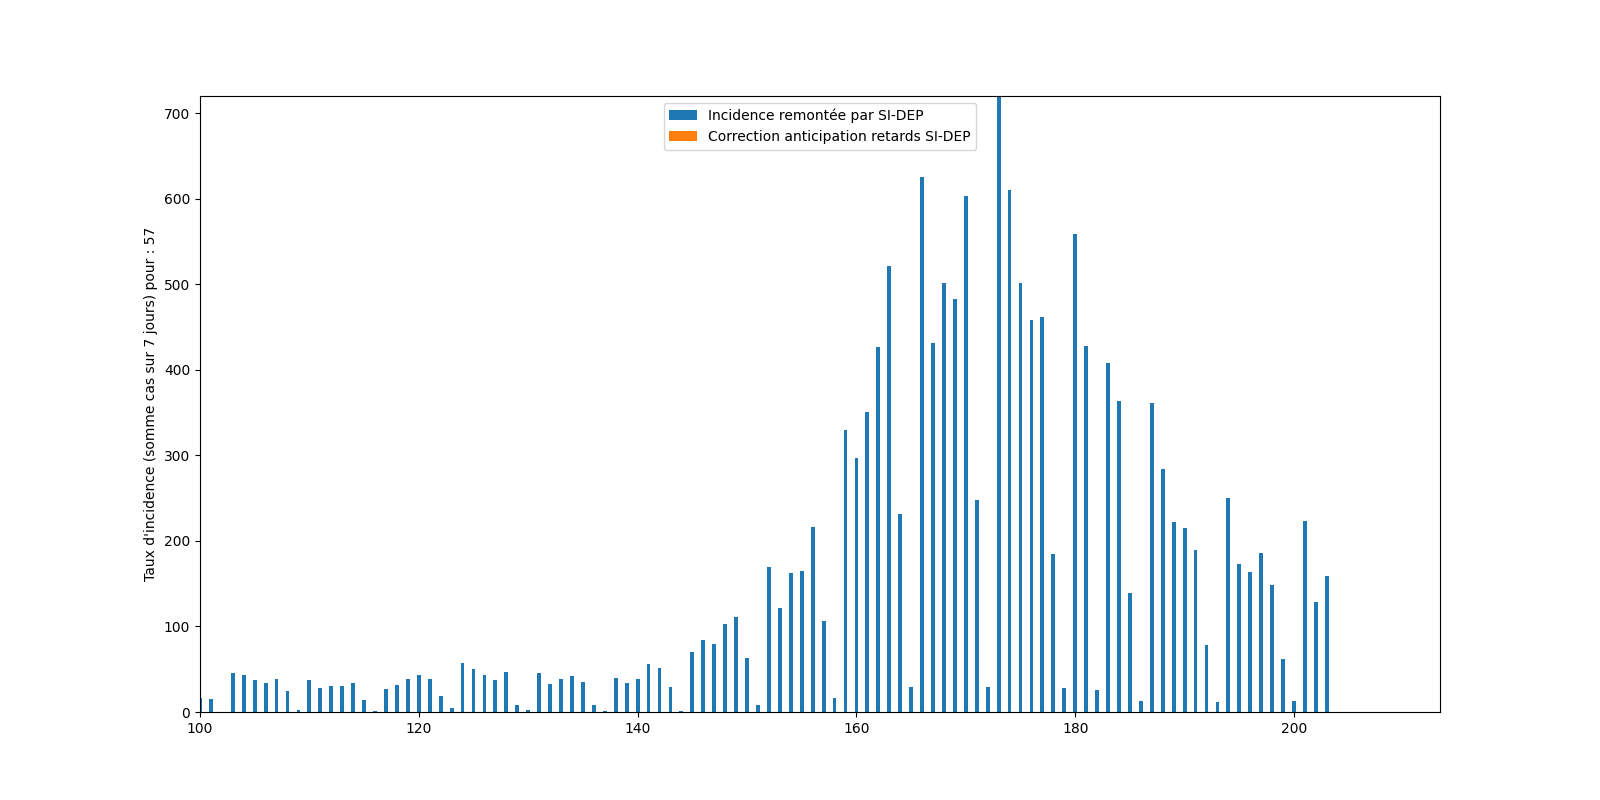 Incidence remontée par SI-DEP
Correction anticipation retards SI-DEP
Taux d'incidence (somme cas sur 7 jours) pour : 57
700
600
500
400
300
200
100
0
100 120 140 160 180 200